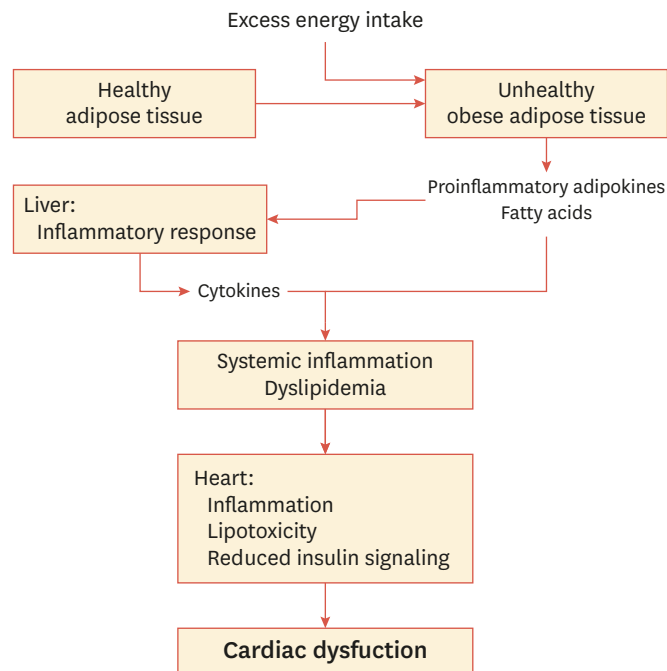 Excess energy intake
Healthy
adipose tissue
Unhealthy
obese adipose tissue
Proinflammatory adipokines
Fatty acids
Liver:
Inflammatory response
Cytokines
Systemic inflammation
Dyslipidemia
Heart:
Inflammation
Lipotoxicity
Reduced insulin signaling
Cardiac dysfuction